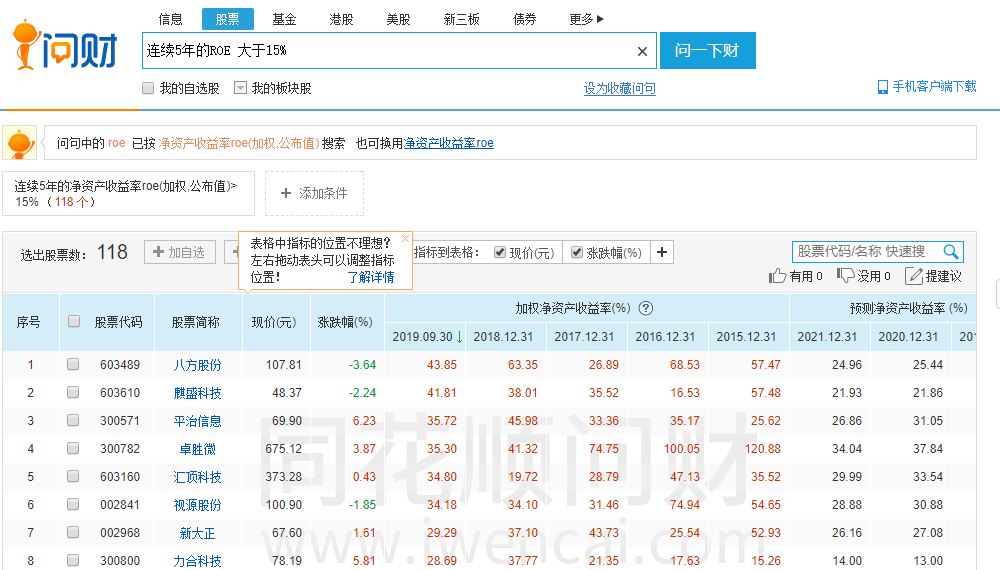 信息 股票 基金 港股 美股 新三板 债券 更多
问财
连续5年的ROE 大于15% × 问一下财
我的自选股 我的板块股 设为收藏问句 手机客户端下载
问句中的 roe 已按 净资产收益率roe(加权,公布值) 搜索 也可换用净资产收益率roe
连续5年的净资产收益率roe(加权,公布值)>
15% （ 118 个 ）
+ 添加条件
选出股票数: 118 + 加自选 +
表格中指标的位置不理想?
左右拖动表头可以调整指标
位置! 了解详情
指标到表格: 现价(元) 涨跌幅(%) +
股票代码/名称 快速搜
有用 0 没用 0 提建议
序号 股票代码 股票简称 现价(元) 涨跌幅(%) 加权净资产收益率(%) ? 预测净资产收益率 (%)
2019.09.30 ↓ 2018.12.31 2017.12.31 2016.12.31 2015.12.31 2021.12.31 2020.12.31 201
1 603489 八方股份 107.81 -3.64 43.85 63.35 26.89 68.53 57.47 24.96 25.44
2 603610 麒盛科技 48.37 -2.24 41.81 38.01 35.52 16.53 57.48 21.93 21.86
3 300571 平治信息 69.90 6.23 35.72 45.98 33.36 35.17 25.62 26.86 31.05
4 300782 卓胜微 675.12 3.87 35.30 41.32 74.75 100.05 120.88 34.04 37.84
5 603160 汇顶科技 373.28 0.43 34.80 19.72 28.79 47.13 35.52 29.99 33.54
6 002841 视源股份 100.90 -1.85 34.18 34.10 31.46 74.94 54.65 28.88 30.88
7 002968 新大正 67.60 1.61 29.29 37.10 43.73 25.54 52.93 26.16 27.08
8 300800 力合科技 78.19 5.81 28.69 37.77 21.35 17.63 15.26 14.00 13.00
同花顺问财
www.iwencai.com